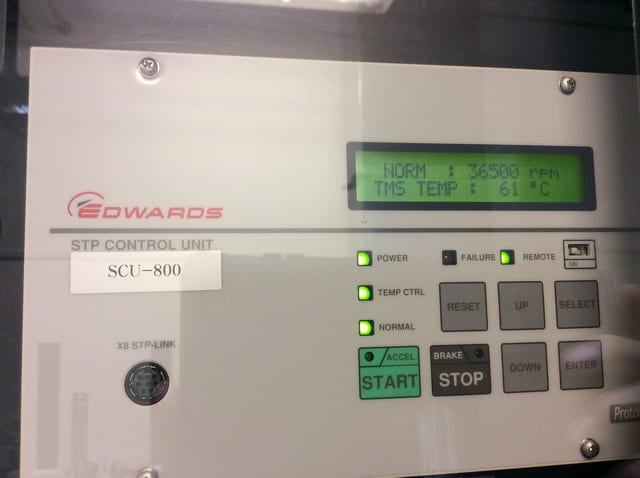 NORM : 36500 rpm
TMS TEMP : 61 °C
EDWARDS
STP CONTROL UNIT
SCU-800
POWER
FAILURE
REMOTE
ON
TEMP CTRL
NORMAL
RESET
UP
SELECT
X8 STP-LINK
ACCEL
START
BRAKE
STOP
DOWN
ENTER